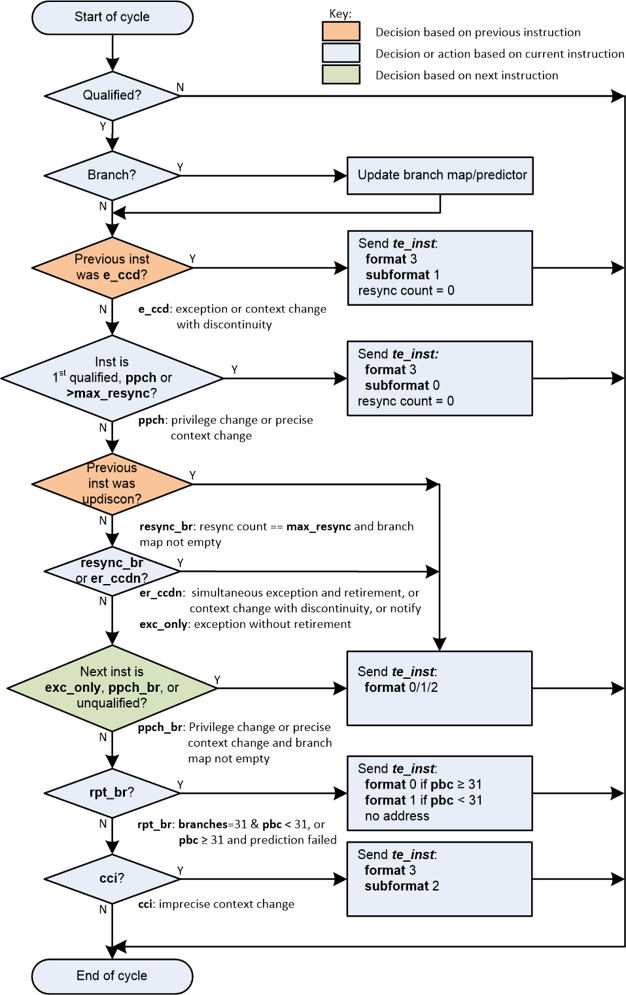 Key:
Start of cycle
Decision based on previous instruction
Decision or action based on current instruction
Decision based on next instruction
Qualified?
N
Y
Branch?
Y
Update branch map/predictor
N
Previous inst
was e_ccd?
Y
Send te_inst:
format 3
subformat 1
resync count = 0
N
e_ccd: exception or context change
with discontinuity
Inst is
1st qualified, ppch or
>max_resync?
Y
Send te_inst:
format 3
subformat 0
resync count = 0
N
ppch: privilege change or precise
context change
Previous
inst was
updiscon?
Y
N
resync_br: resync count == max_resync and branch
map not empty
resync_br
or er_ccdn?
Y
N
er_ccdn: simultaneous exception and retirement, or
context change with discontinuity, or notify
exc_only: exception without retirement
Next inst is
exc_only, ppch_br, or
unqualified?
Y
Send te_inst:
format 0/1/2
N
ppch_br: Privilege change or precise
context change and branch
map not empty
rpt_br?
Y
Send te_inst:
format 0 if pbc ≥ 31
format 1 if pbc < 31
no address
N
rpt_br: branches=31 & pbc < 31, or
pbc ≥ 31 and prediction failed
cci?
Y
Send te_inst:
format 3
subformat 2
N
cci: imprecise context change
End of cycle